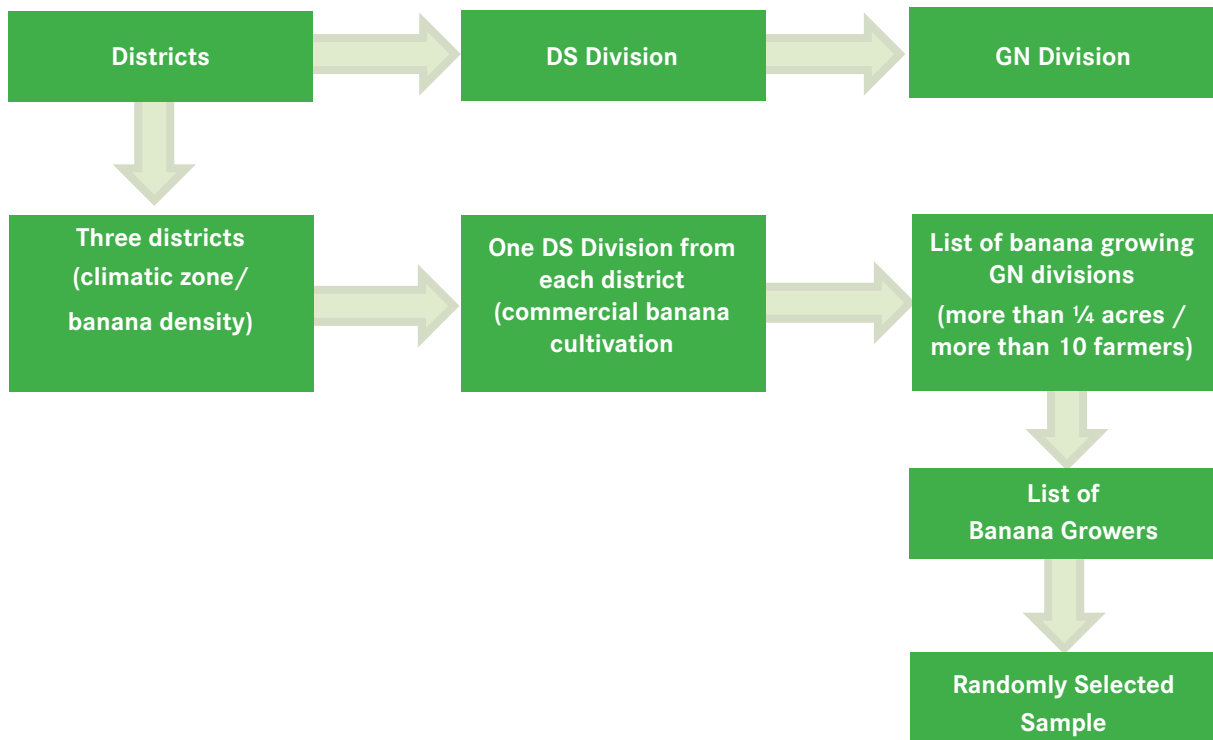 Districts
DS Division
GN Division
Three districts
(climatic zone/
banana density)
One DS Division from
each district
(commercial banana
cultivation
List of banana growing
GN divisions
(more than ¼ acres /
more than 10 farmers)
List of
Banana Growers
Randomly Selected
Sample